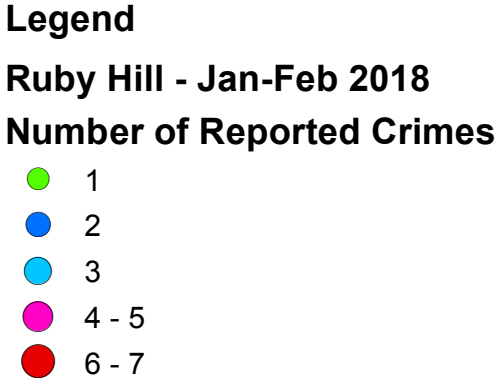 Legend
Ruby Hill - Jan-Feb 2018
Number of Reported Crimes
1
2
3
4 - 5
6 - 7